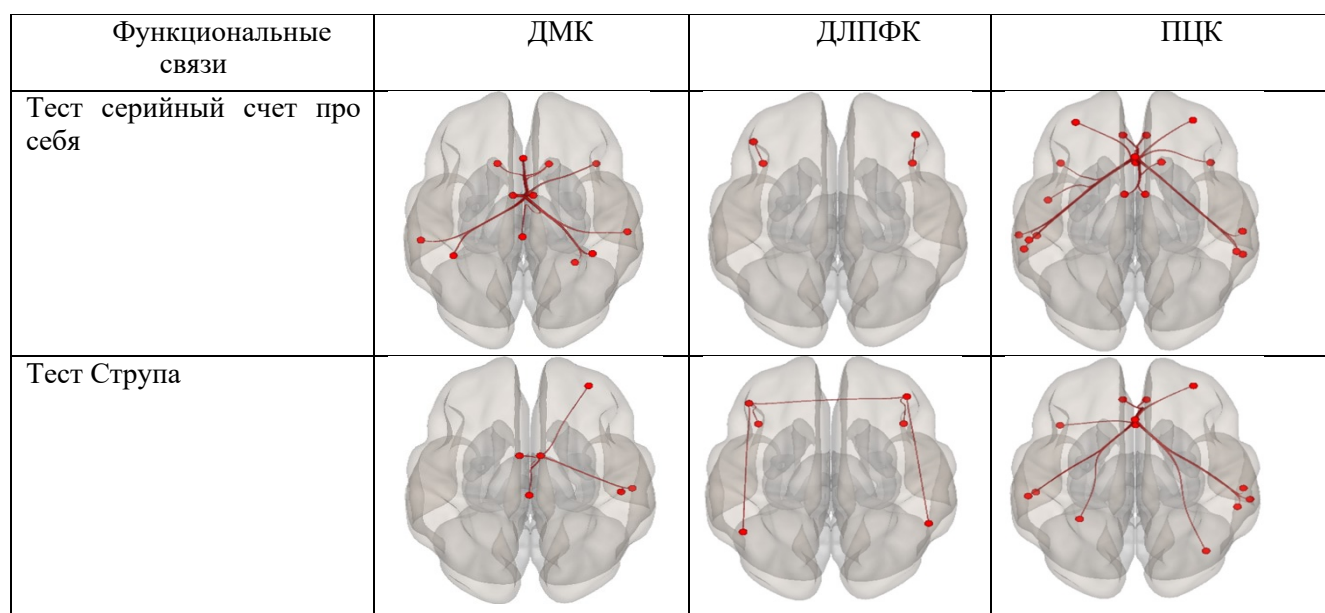 Функциональные
связи
ДМК
ДЛПФК
ПЦК
Тест серийный счет про
себя
Тест Струпа